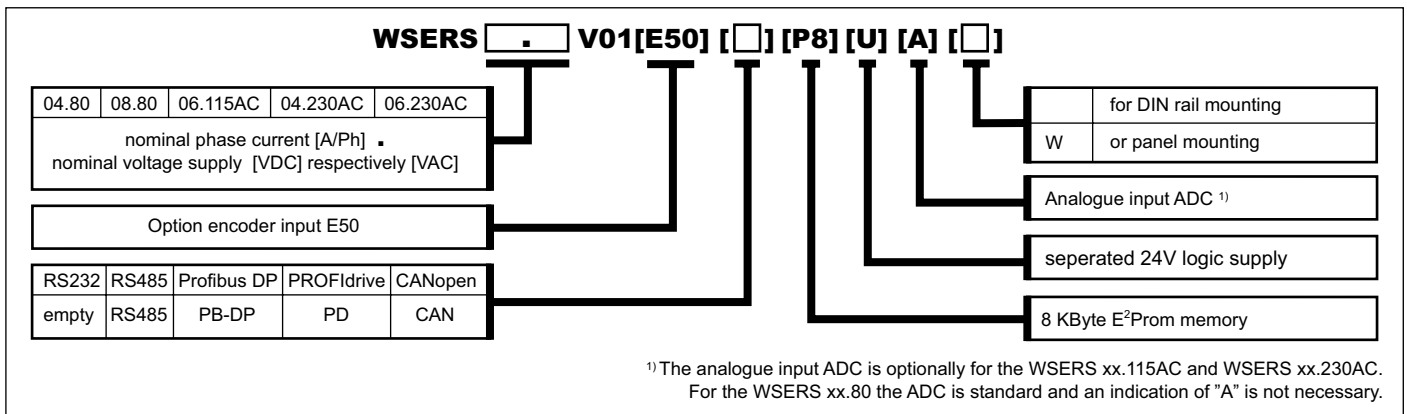 WSERS . V01[E50] [□] [P8] [U] [A] [□]
04.80 08.80 06.115AC 04.230AC 06.230AC
nominal phase current [A/Ph] .
nominal voltage supply [VDC] respectively [VAC]
Option encoder input E50
RS232 RS485 Profibus DP PROFIdrive CANopen
empty RS485 PB-DP PD CAN
for DIN rail mounting
W or panel mounting
Analogue input ADC ¹⁾
seperated 24V logic supply
8 KByte E²Prom memory
¹⁾ The analogue input ADC is optionally for the WSERS xx.115AC and WSERS xx.230AC.
For the WSERS xx.80 the ADC is standard and an indication of ”A” is not necessary.